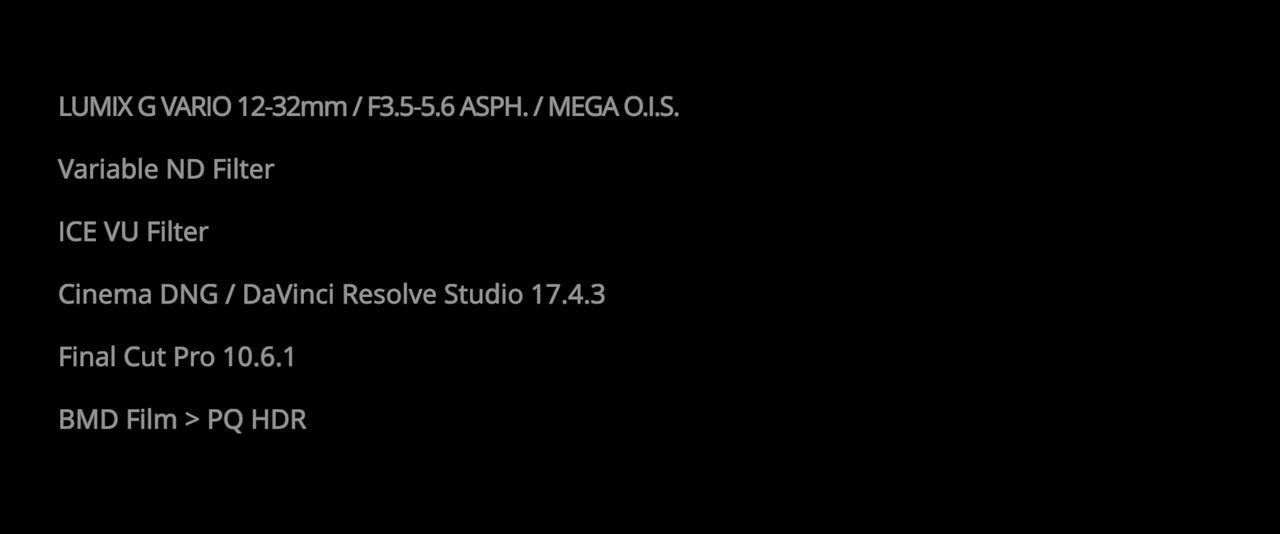 LUMIX G VARIO 12-32mm / F3.5-5.6 ASPH. / MEGA O.I.S.
Variable ND Filter
ICE VU Filter
Cinema DNG / DaVinci Resolve Studio 17.4.3
Final Cut Pro 10.6.1
BMD Film > PQ HDR